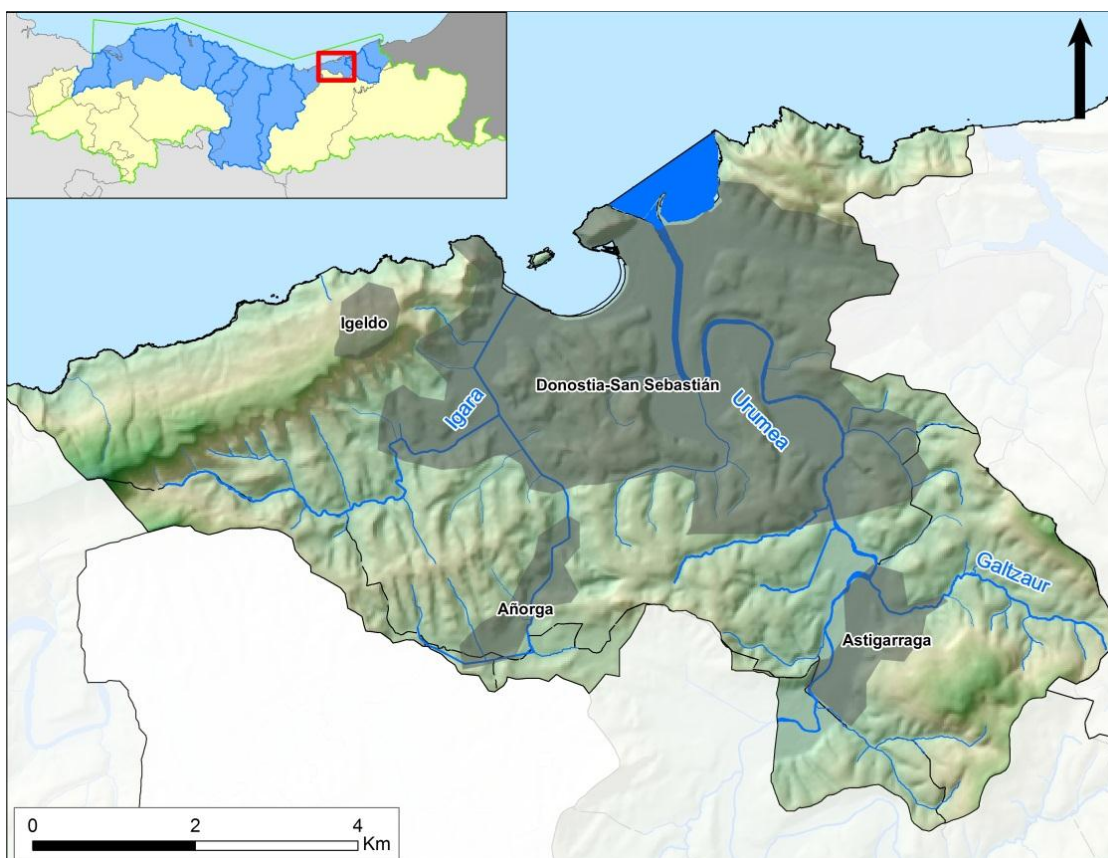 Igeldo
Donostia-San Sebastián
Igara
Urumea
Galtzaur
Añorga
Astigarraga
0 2 4
Km